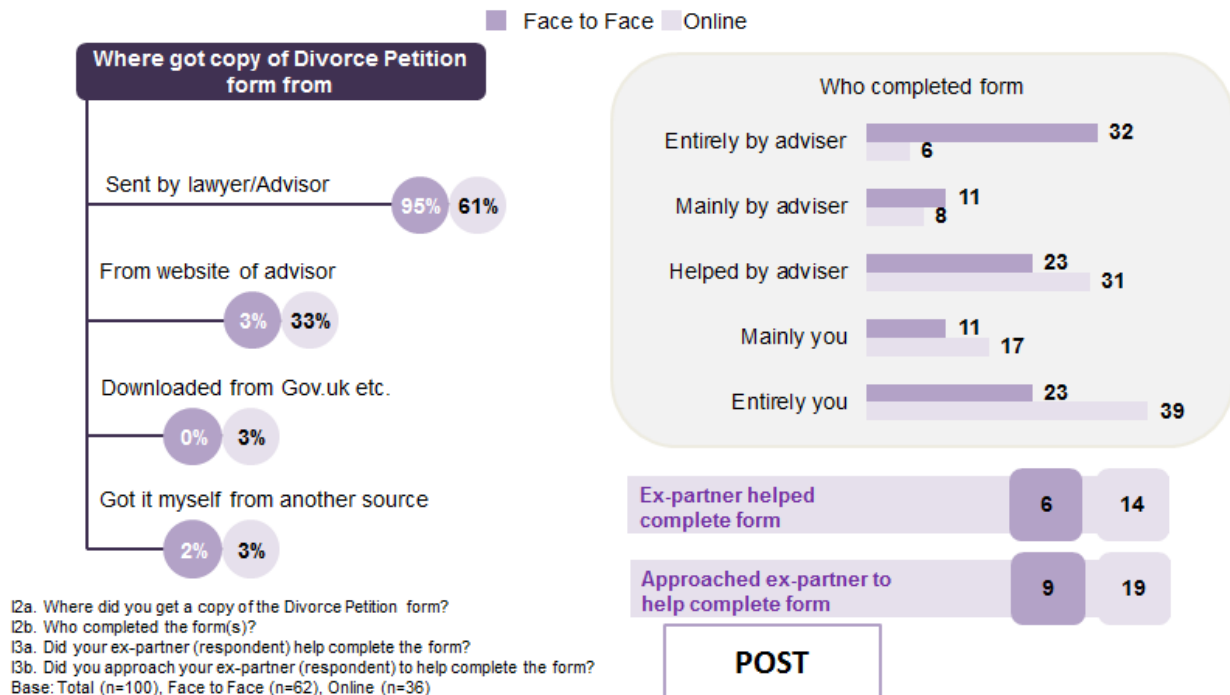 Face to Face
Online
Where got copy of Divorce Petition
form from
Sent by lawyer/Advisor
95%
61%
From website of advisor
3%
33%
Downloaded from Gov.uk etc.
0%
3%
Got it myself from another source
2%
3%
Who completed form
Entirely by adviser
32
6
Mainly by adviser
11
8
Helped by adviser
23
31
Mainly you
11
17
Entirely you
23
39
Ex-partner helped
complete form
6
14
Approached ex-partner to
help complete form
9
19
POST
I2a. Where did you get a copy of the Divorce Petition form?
I2b. Who completed the form(s)?
I3a. Did your ex-partner (respondent) help complete the form?
I3b. Did you approach your ex-partner (respondent) to help complete the form?
Base: Total (n=100), Face to Face (n=62), Online (n=36)